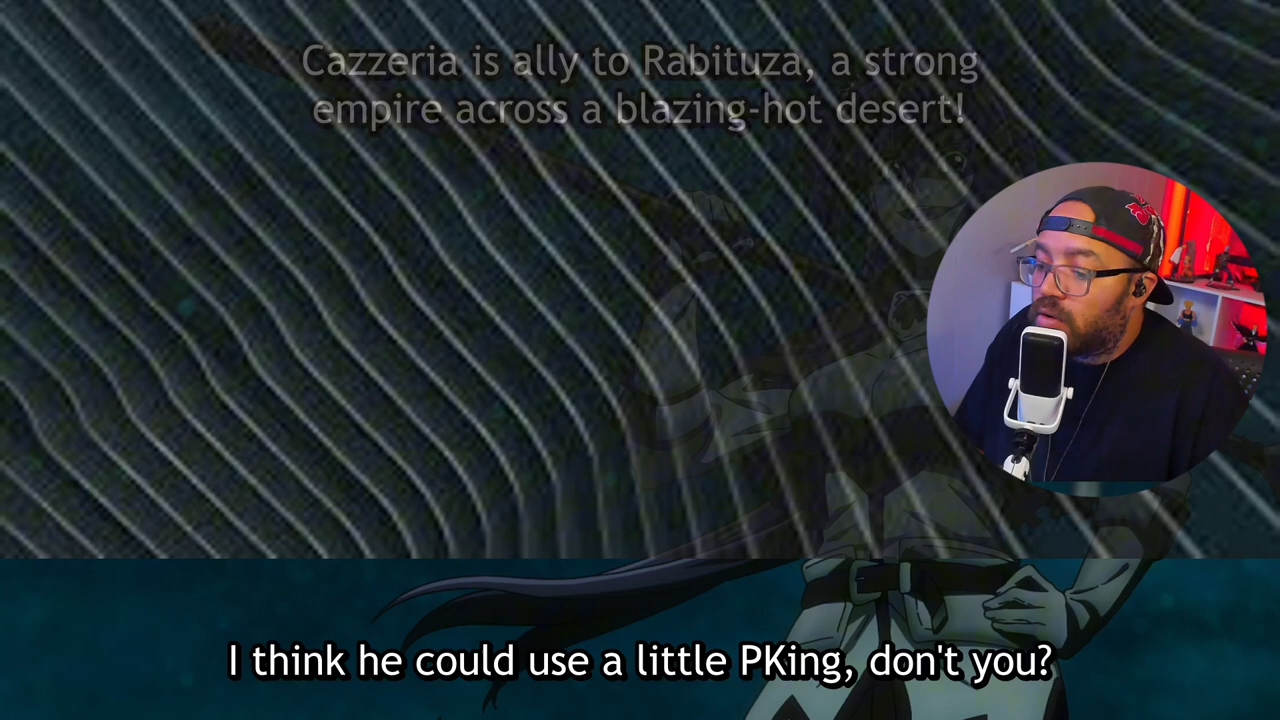 Cazzeria is ally to Rabituza, a strong
empire across a blazing-hot desert!
I think he could use a little PKing, don't you?